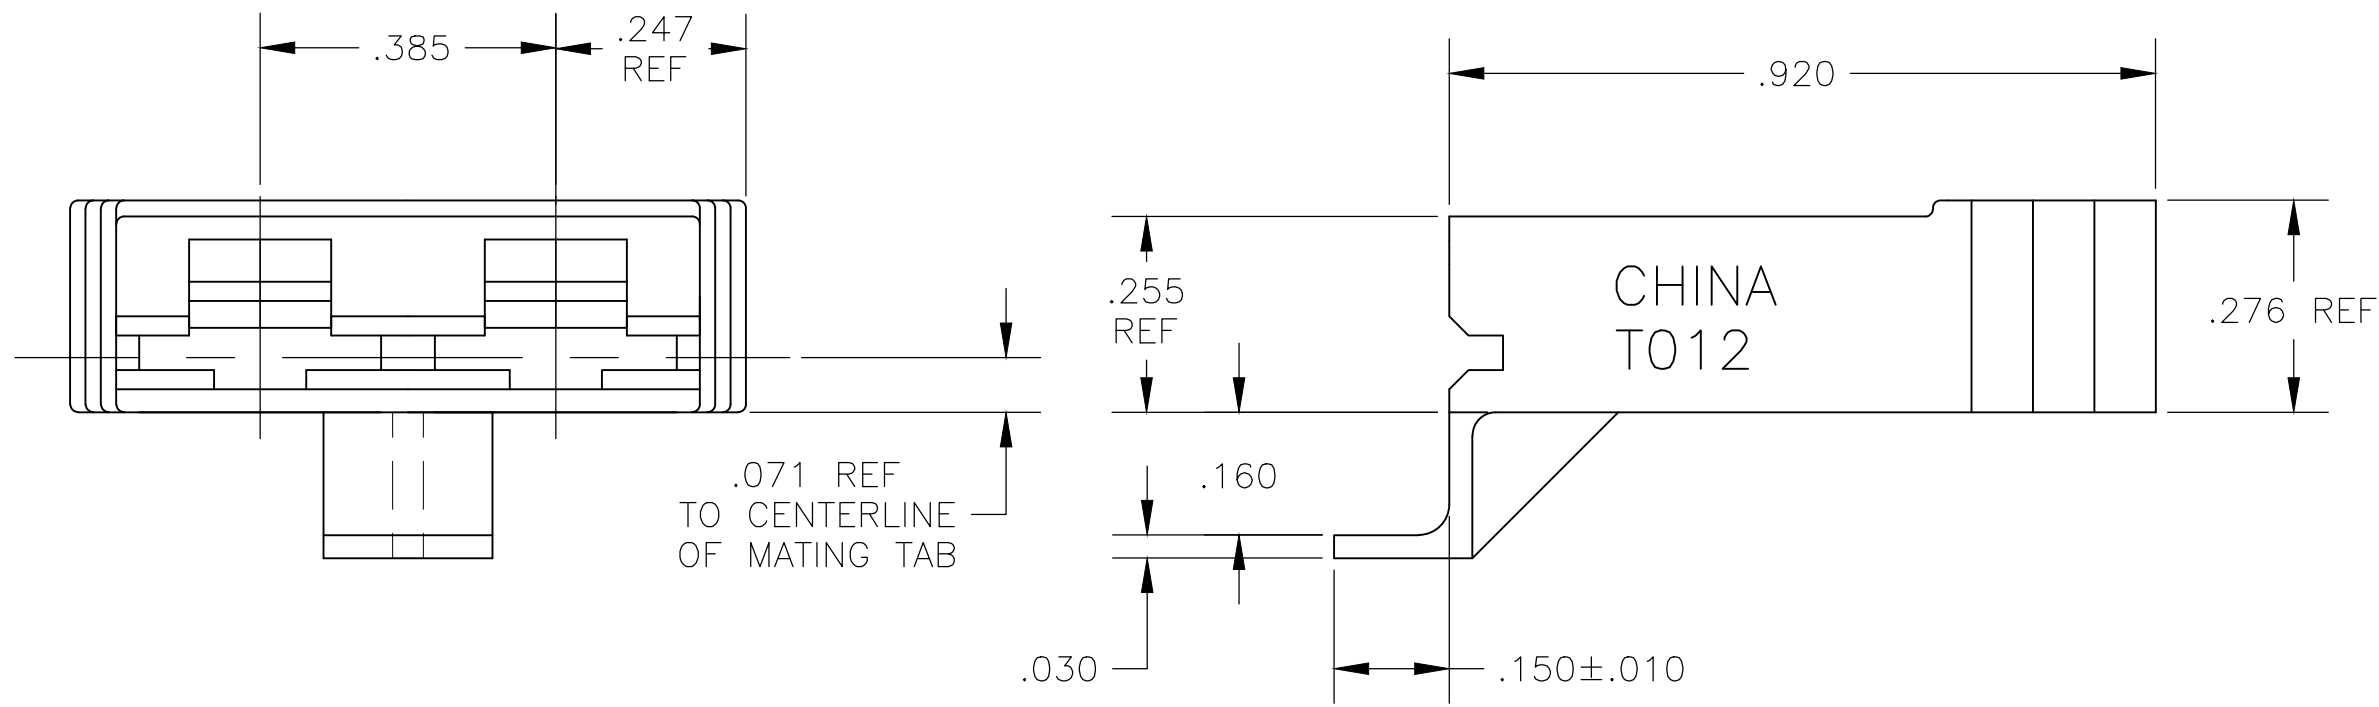 .385
.247
REF
.920
.255
REF
CHINA
T012
.276 REF
.071 REF
TO CENTERLINE
OF MATING TAB
.160
.030
.150±.010